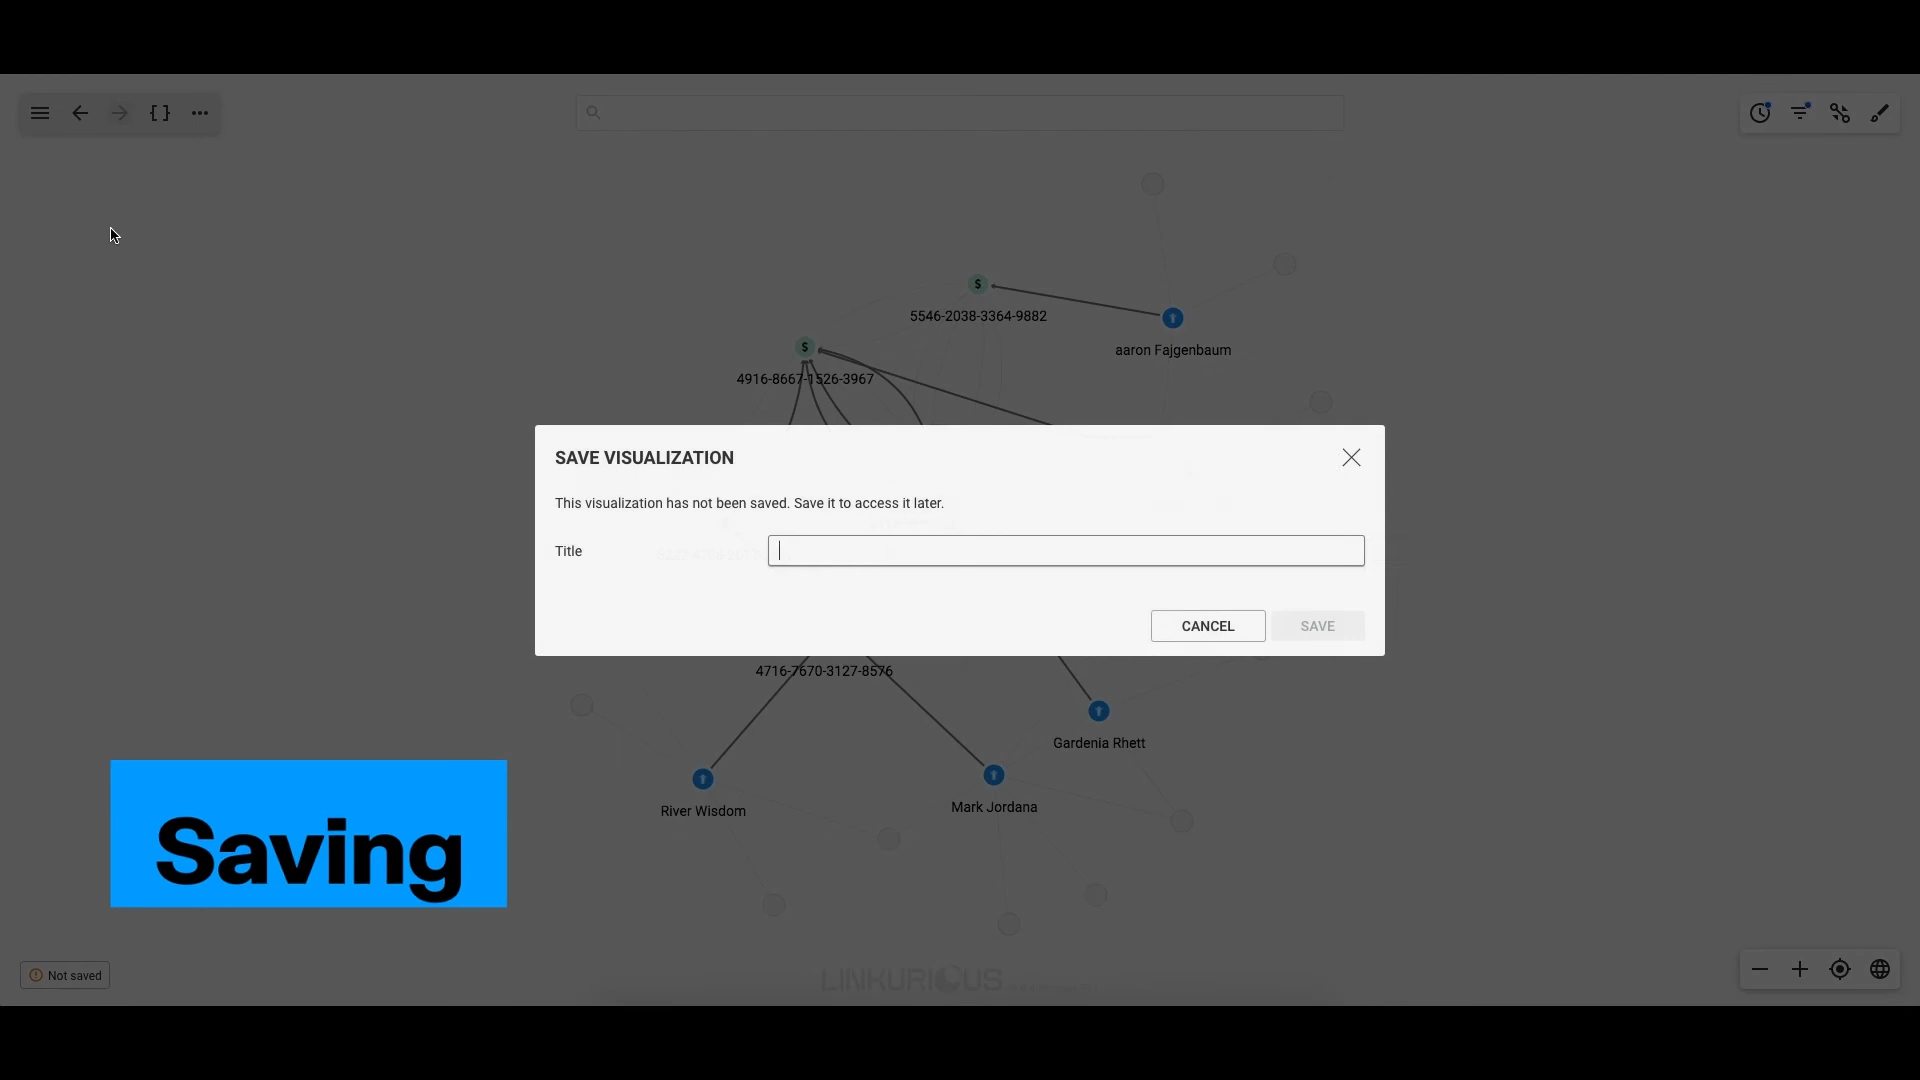 5546-2038-3364-9882
aaron Fajgenbaum
4916-8667-1526-3967
SAVE VISUALIZATION
This visualization has not been saved. Save it to access it later.
Title
CANCEL
SAVE
4716-7670-3127-8576
Gardenia Rhett
River Wisdom
Mark Jordana
Saving
Not saved
LINKURIOUS